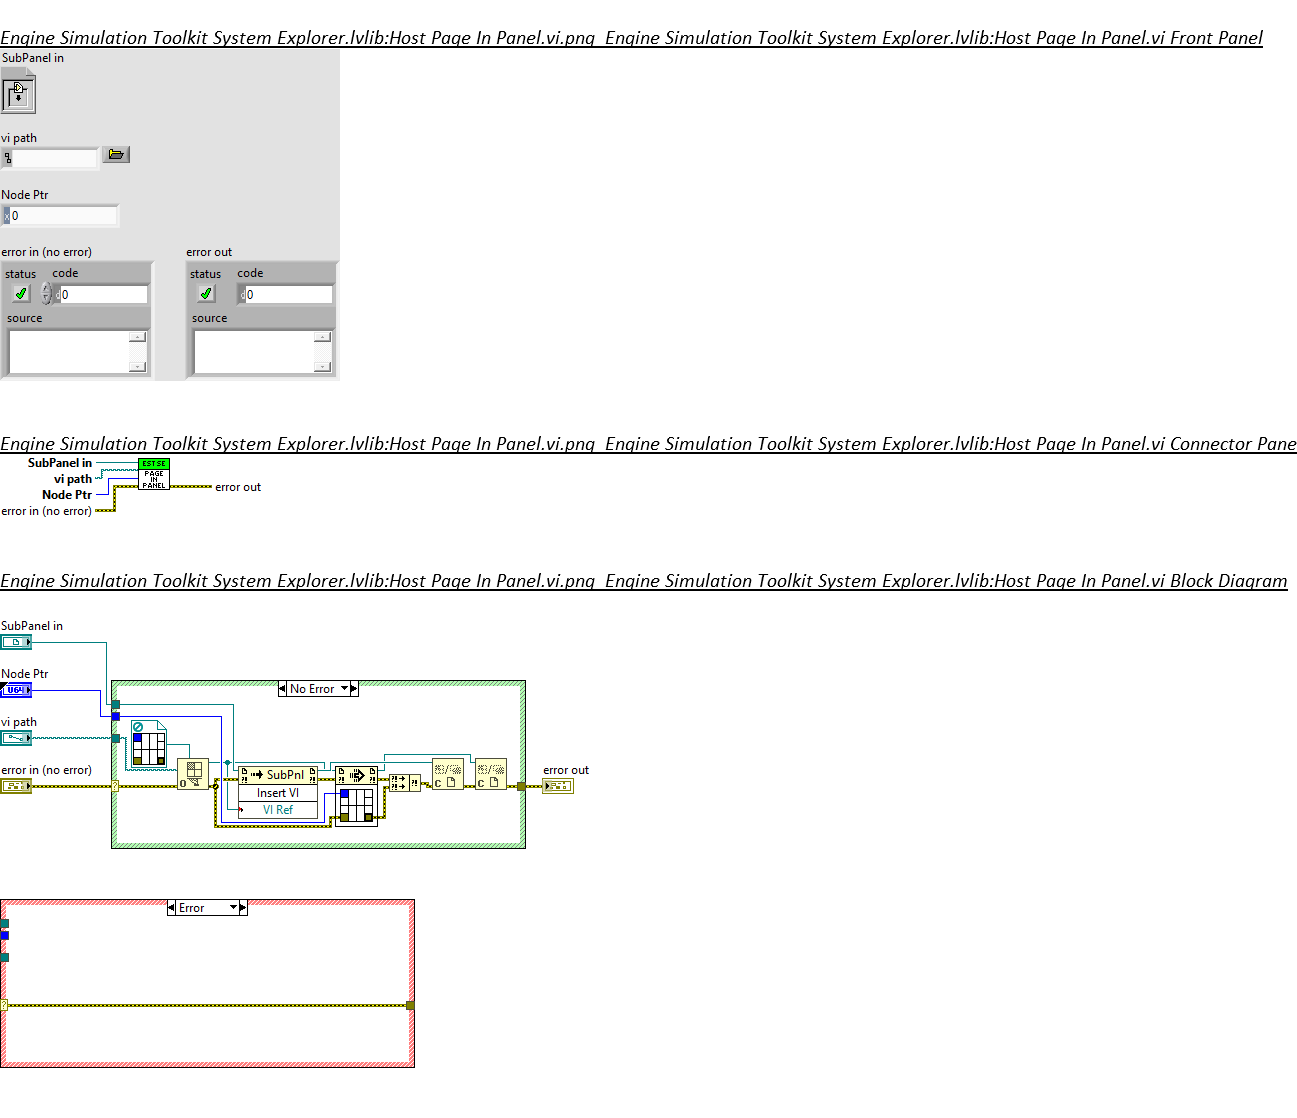 Engine Simulation Toolkit System Explorer.lvlib:Host Page In Panel.vi.png  Engine Simulation Toolkit System Explorer.lvlib:Host Page In Panel.vi Front Panel
SubPanel in
vi path
Node Ptr
0
error in (no error)
error out
status
code
0
source
status
code
0
source
Engine Simulation Toolkit System Explorer.lvlib:Host Page In Panel.vi.png  Engine Simulation Toolkit System Explorer.lvlib:Host Page In Panel.vi Connector Pane
SubPanel in
vi path
Node Ptr
error in (no error)
EST SE
PAGE
IN
PANEL
error out
Engine Simulation Toolkit System Explorer.lvlib:Host Page In Panel.vi.png  Engine Simulation Toolkit System Explorer.lvlib:Host Page In Panel.vi Block Diagram
SubPanel in
Node Ptr
U64
vi path
error in (no error)
No Error
SubPnl
Insert VI
VI Ref
error out
Error